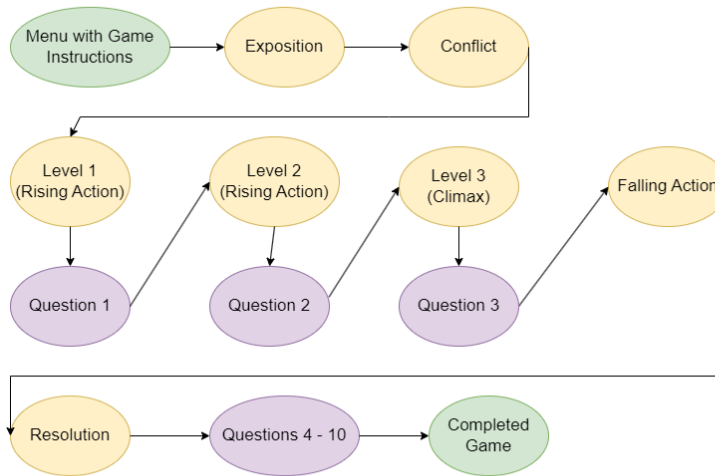 Menu with Game
Instructions
Exposition
Conflict
Level 1
(Rising Action)
Level 2
(Rising Action)
Level 3
(Climax)
Falling Action
Question 1
Question 2
Question 3
Resolution
Questions 4 - 10
Completed
Game